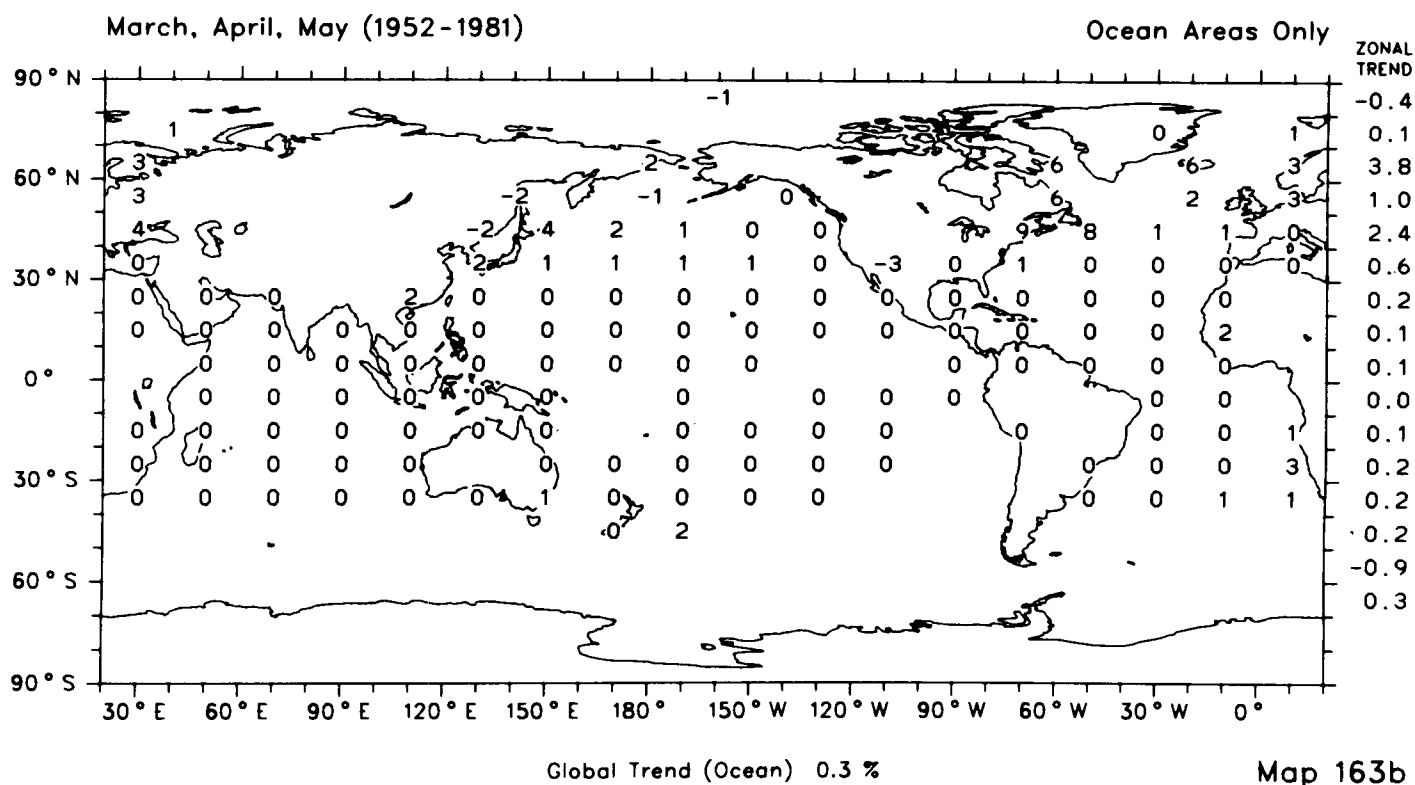 March, April, May (1952-1981) Ocean Areas Only
ZONAL
TREND
90°N -1 -0.4
1 0 1 0.1
3 2 6 6 3 3.8
60°N
3 -2 -1 0 6 2 3 1.0
4 -2 4 2 1 0 0 9 8 1 1 0 2.4
0 2 1 1 1 1 0 -3 0 1 0 0 0 0 0.6
30°N
0 0 0 2 0 0 0 0 0 0 0 0 0 0 0 0 0.2
0 0 0 0 0 0 0 0 0 0 0 0 0 0 0 0 2 0.1
0 0 0 0 0 0 0 0 0 0 0 0 0 0 0.1
0°
0 0 0 0 0 0 0 0 0 0 0 0.0
0 0 0 0 0 0 0 0 0 0 0 0 0 0 1 0.1
0 0 0 0 0 0 0 0 0 0 0 0 0 0 3 0.2
30°S
0 0 0 0 0 0 1 0 0 0 0 0 0 1 1 0.2
0 2 -0.2
-0.9
60°S
0.3
90°S
30°E 60°E 90°E 120°E 150°E 180° 150°W 120°W 90°W 60°W 30°W 0°
Global Trend (Ocean) 0.3 %
Map 163b